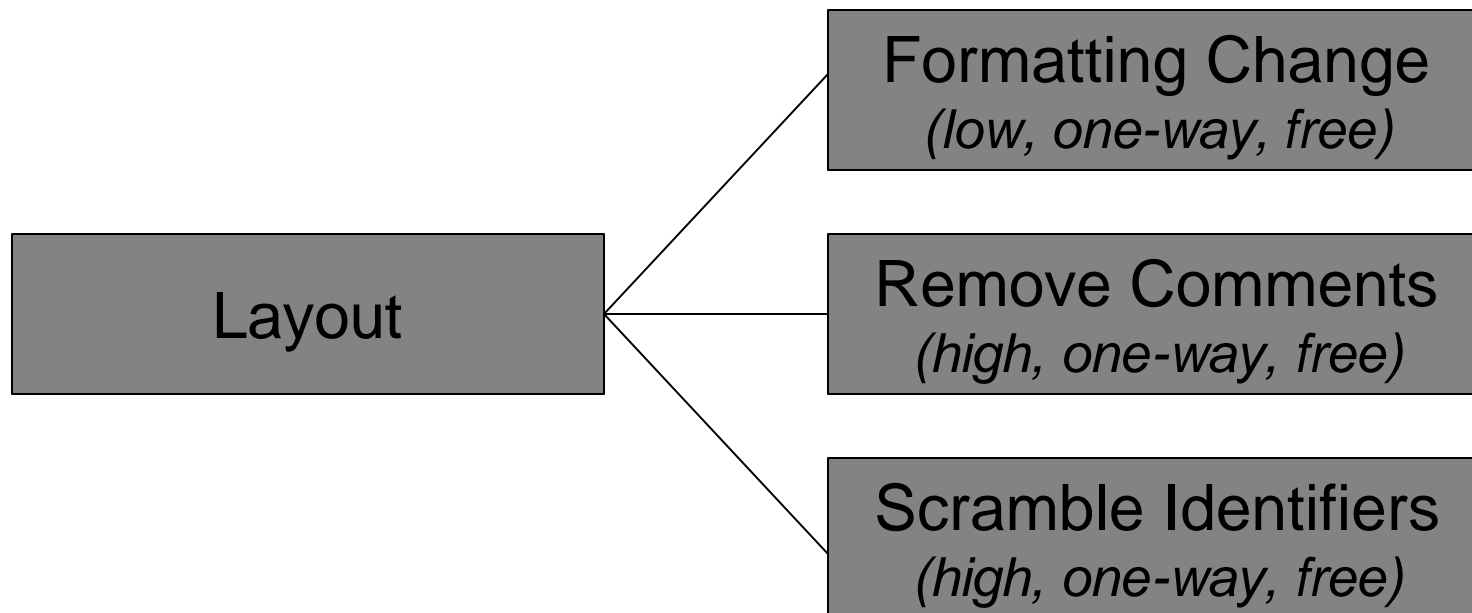 Formatting Change
(low, one-way, free)
Layout
Remove Comments
(high, one-way, free)
Scramble Identifiers
(high, one-way, free)